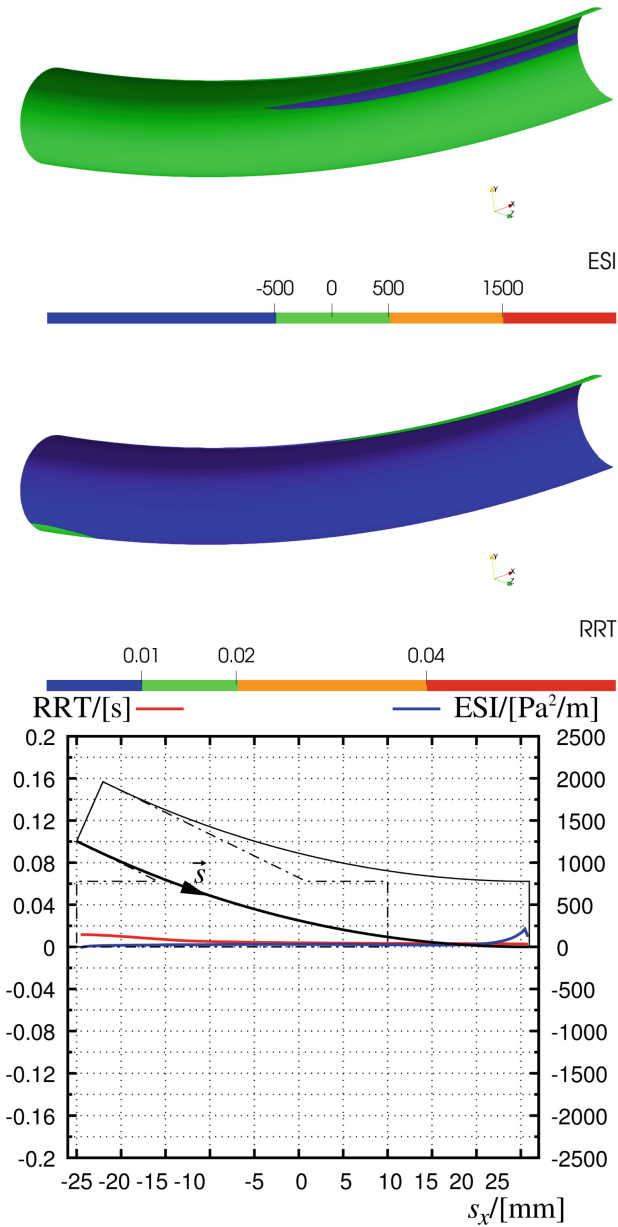 Y
X
Z
ESI
-500 0 500 1500
Y
X
Z
RRT
0.01 0.02 0.04
RRT/[s] ESI/[Pa²/m]
0.2 2500
0.16 2000
0.12 1500
0.08 1000
s
0.04 500
0 0
-0.04 -500
-0.08 -1000
-0.12 -1500
-0.16 -2000
-0.2 -2500
-25 -20 -15 -10 -5 0 5 10 15 20 25
sx/[mm]